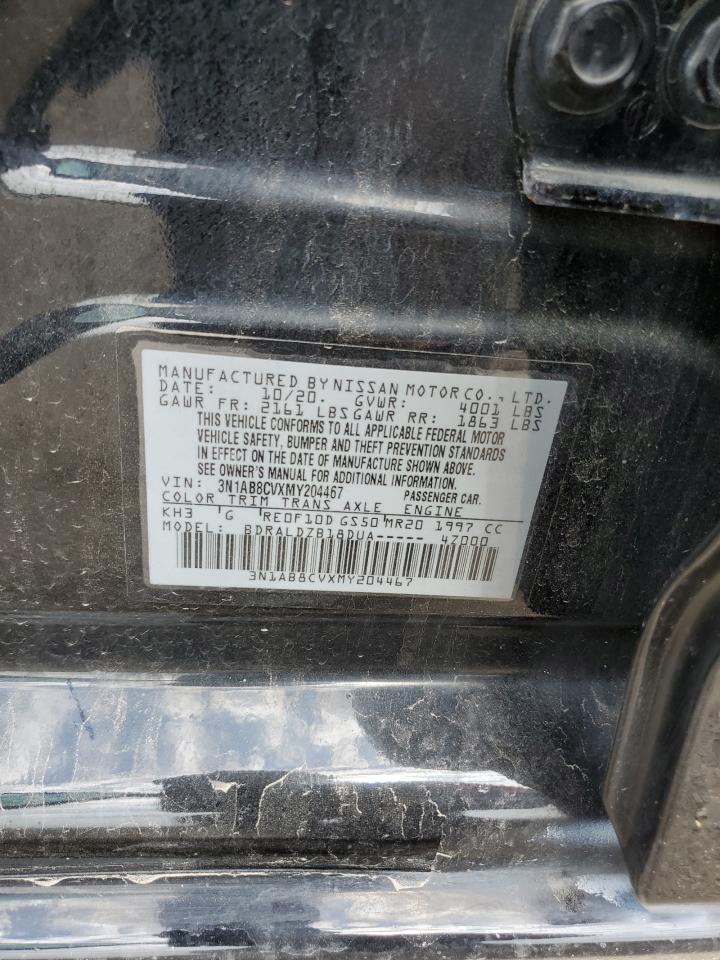 MANUFACTURED BY NISSAN MOTOR CO., LTD.
DATE: 10/20. GVWR: 4001 LBS
GAWR FR: 2161 LBS GAWR RR: 1863 LBS
THIS VEHICLE CONFORMS TO ALL APPLICABLE FEDERAL MOTOR
VEHICLE SAFETY, BUMPER AND THEFT PREVENTION STANDARDS
IN EFFECT ON THE DATE OF MANUFACTURE SHOWN ABOVE.
SEE OWNER'S MANUAL FOR ADDITIONAL INFORMATION.
VIN: 3N1AB8CVXMY204467 PASSENGER CAR.
COLOR TRIM TRANS AXLE ENGINE
KH3 G RE0F10D GS50 MR20 1997 CC
MODEL: BDRALDZB18DUA----- 4Z000
3N1AB8CVXMY204467